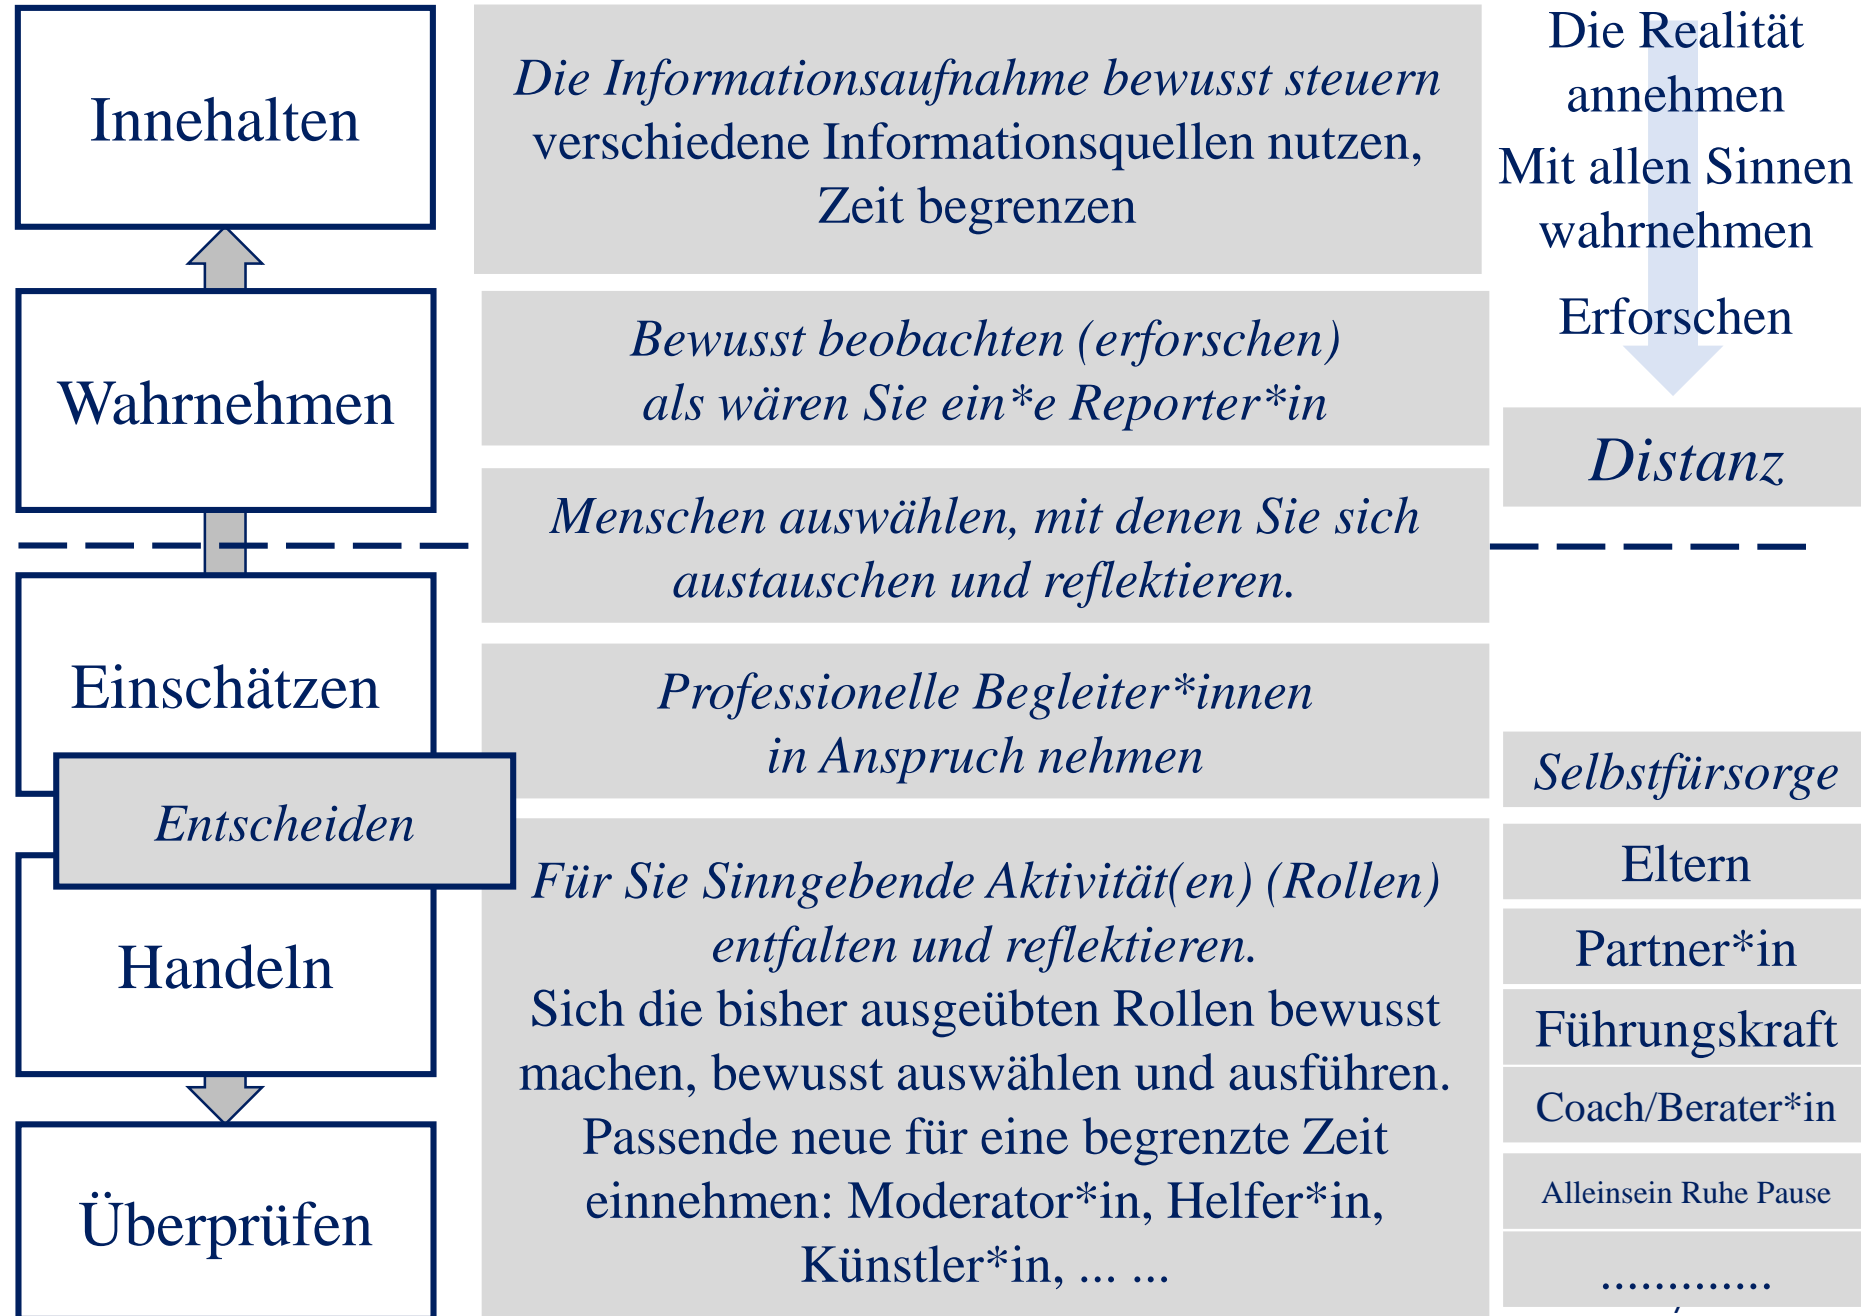 Innehalten
Wahrnehmen
Einschätzen
Entscheiden
Handeln
Überprüfen
Die Informationsaufnahme bewusst steuern
verschiedene Informationsquellen nutzen,
Zeit begrenzen
Bewusst beobachten (erforschen)
als wären Sie ein*e Reporter*in
Menschen auswählen, mit denen Sie sich
austauschen und reflektieren.
Professionelle Begleiter*innen
in Anspruch nehmen
Für Sie Sinngebende Aktivität(en) (Rollen)
entfalten und reflektieren.
Sich die bisher ausgeübten Rollen bewusst
machen, bewusst auswählen und ausführen.
Passende neue für eine begrenzte Zeit
einnehmen: Moderator*in, Helfer*in,
Künstler*in, ... ...
Die Realität
annehmen
Mit allen Sinnen
wahrnehmen
Erforschen
Distanz
Selbstfürsorge
Eltern
Partner*in
Führungskraft
Coach/Berater*in
Alleinsein Ruhe Pause
.............